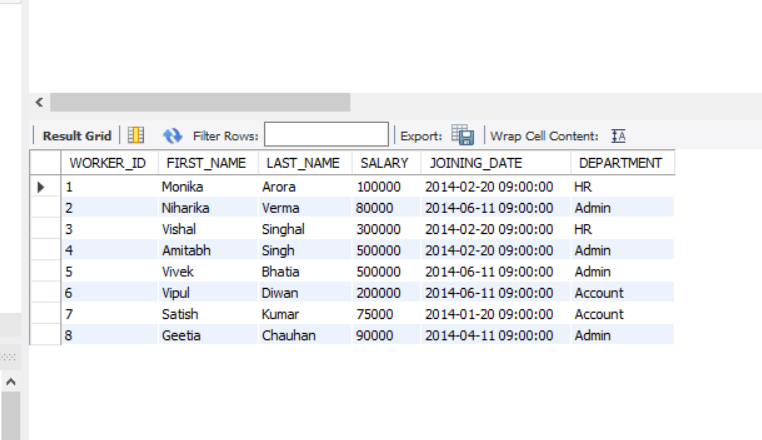 Result Grid Filter Rows: Export: Wrap Cell Content:
WORKER_ID FIRST_NAME LAST_NAME SALARY JOINING_DATE DEPARTMENT
1 Monika Arora 100000 2014-02-20 09:00:00 HR
2 Niharika Verma 80000 2014-06-11 09:00:00 Admin
3 Vishal Singhal 300000 2014-02-20 09:00:00 HR
4 Amitabh Singh 500000 2014-02-20 09:00:00 Admin
5 Vivek Bhatia 500000 2014-06-11 09:00:00 Admin
6 Vipul Diwan 200000 2014-06-11 09:00:00 Account
7 Satish Kumar 75000 2014-01-20 09:00:00 Account
8 Geetia Chauhan 90000 2014-04-11 09:00:00 Admin